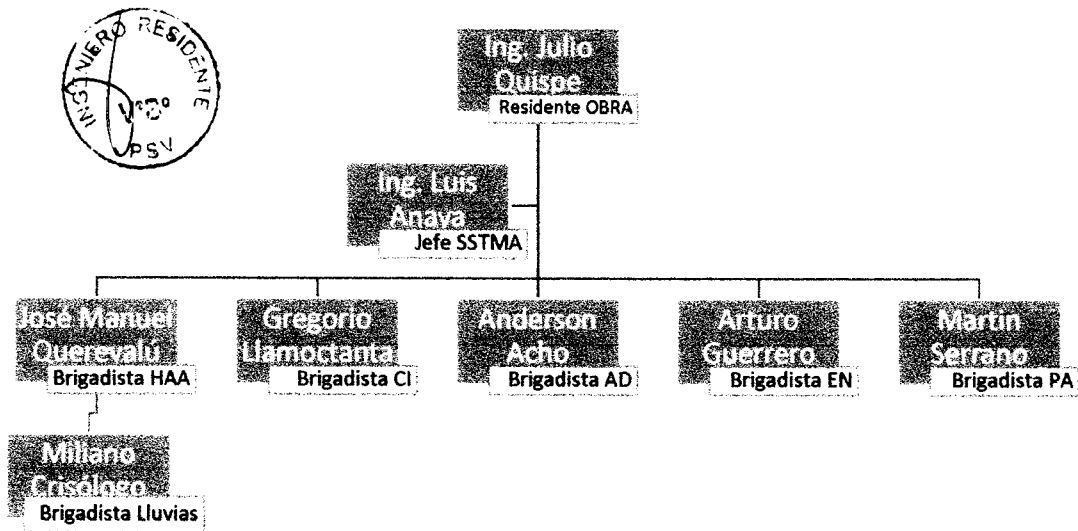 INGENIERO RESIDENTE
V°B°
PSV
Ing. Julio
Quispe
Residente OBRA
Ing. Luis
Anaya
Jefe SSTMA
José Manuel
Querevalú
Brigadista HAA
Gregorio
Llamoctanta
Brigadista CI
Anderson
Acho
Brigadista AD
Arturo
Guerrero
Brigadista EN
Martin
Serrano
Brigadista PA
Miliano
Crisólogo
Brigadista Lluvias